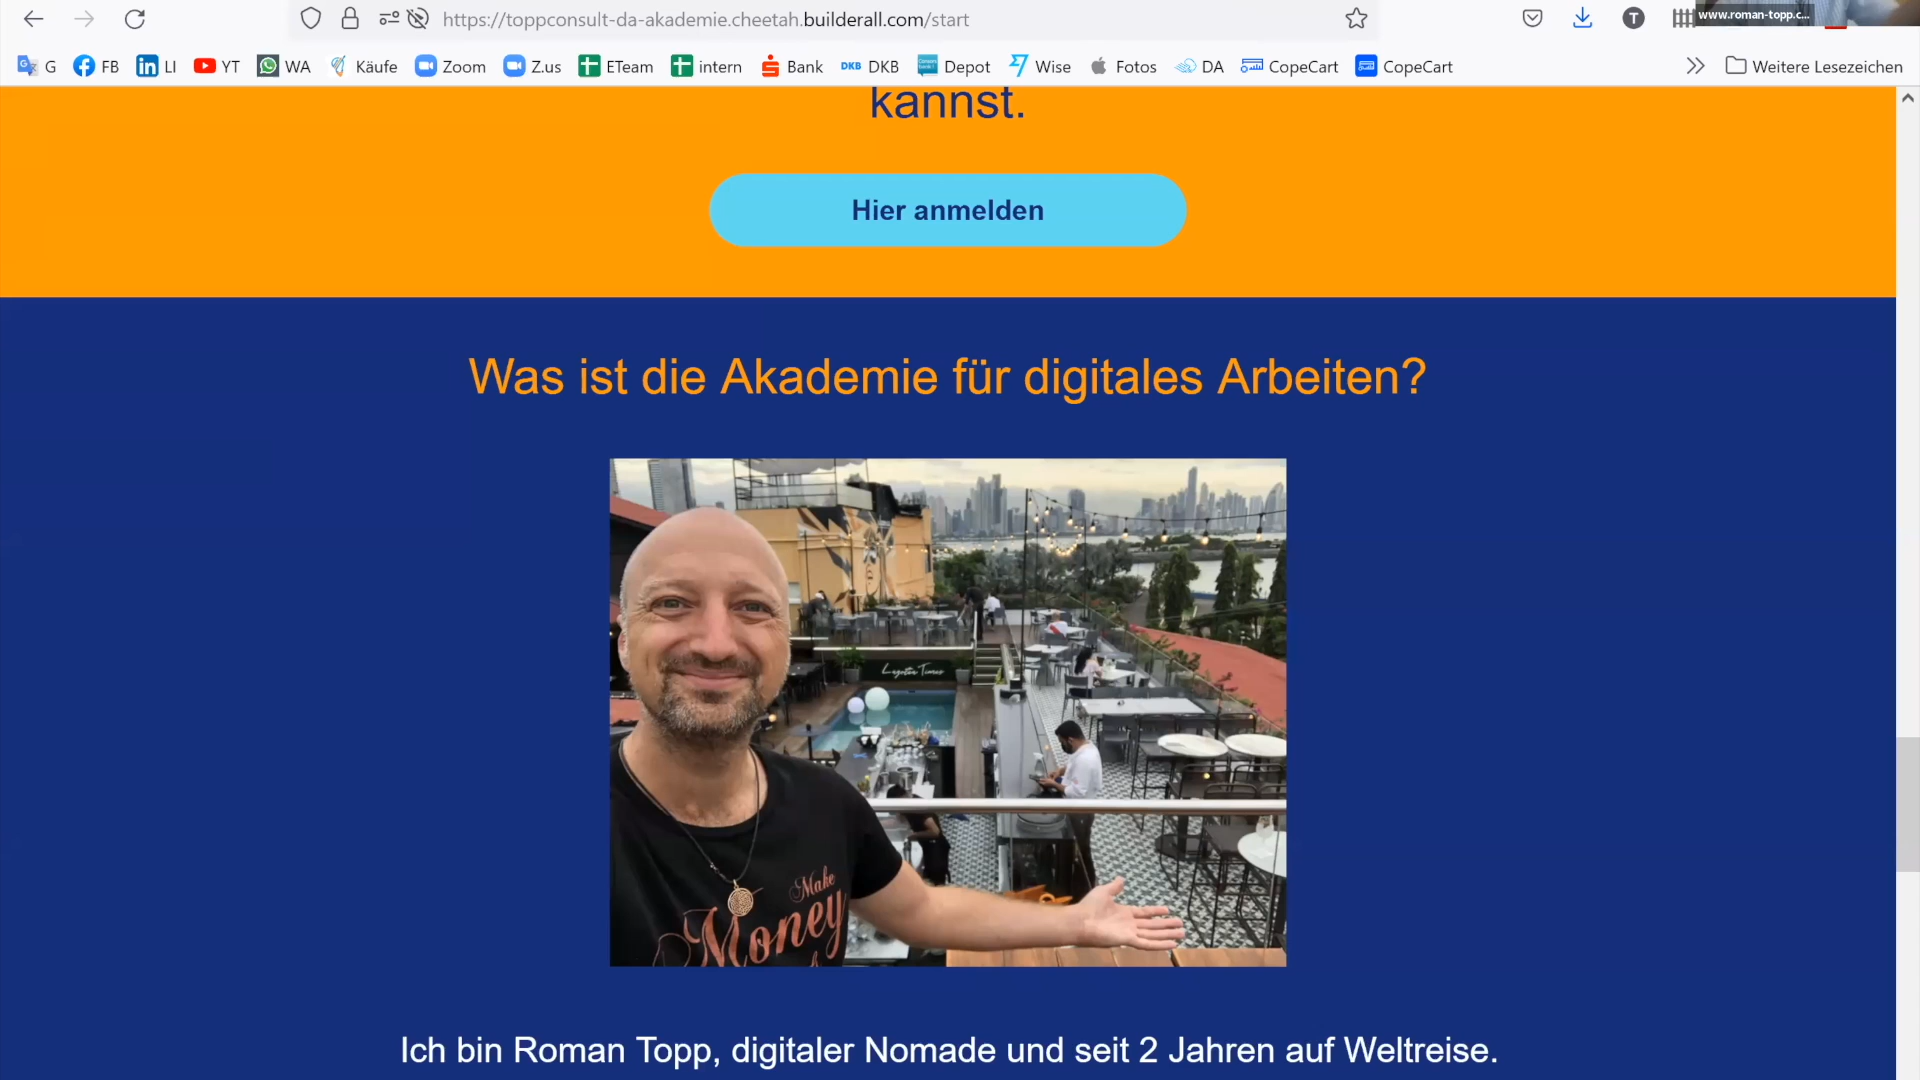 https://toppconsult-da-akademie.cheetah.builderall.com/start
T
www.roman-topp.c...
G FB LI YT WA Käufe Zoom Z.us ETeam intern Bank DKB DKB Depot Wise Fotos DA CopeCart CopeCart Weitere Lesezeichen
kannst.
Hier anmelden
Was ist die Akademie für digitales Arbeiten?
Make
Money
Ich bin Roman Topp, digitaler Nomade und seit 2 Jahren auf Weltreise.